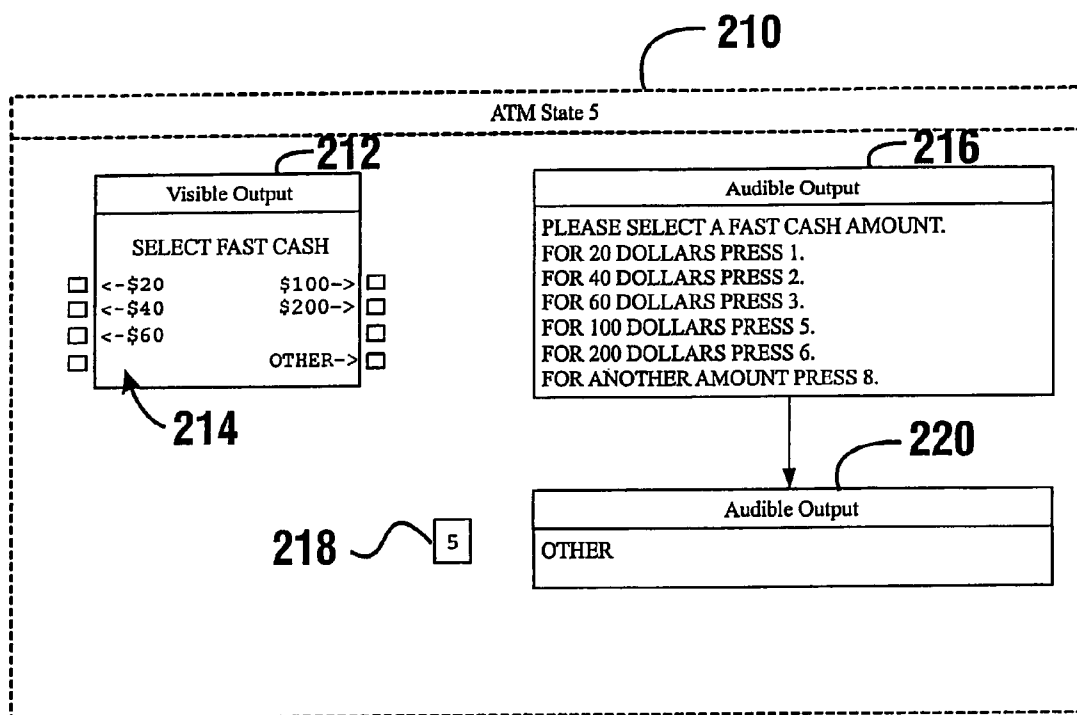 210
ATM State 5
212
Visible Output
SELECT FAST CASH
<-$20 $100->
<-$40 $200->
<-$60
OTHER->
214
216
Audible Output
PLEASE SELECT A FAST CASH AMOUNT.
FOR 20 DOLLARS PRESS 1.
FOR 40 DOLLARS PRESS 2.
FOR 60 DOLLARS PRESS 3.
FOR 100 DOLLARS PRESS 5.
FOR 200 DOLLARS PRESS 6.
FOR ANOTHER AMOUNT PRESS 8.
220
Audible Output
OTHER
218
5